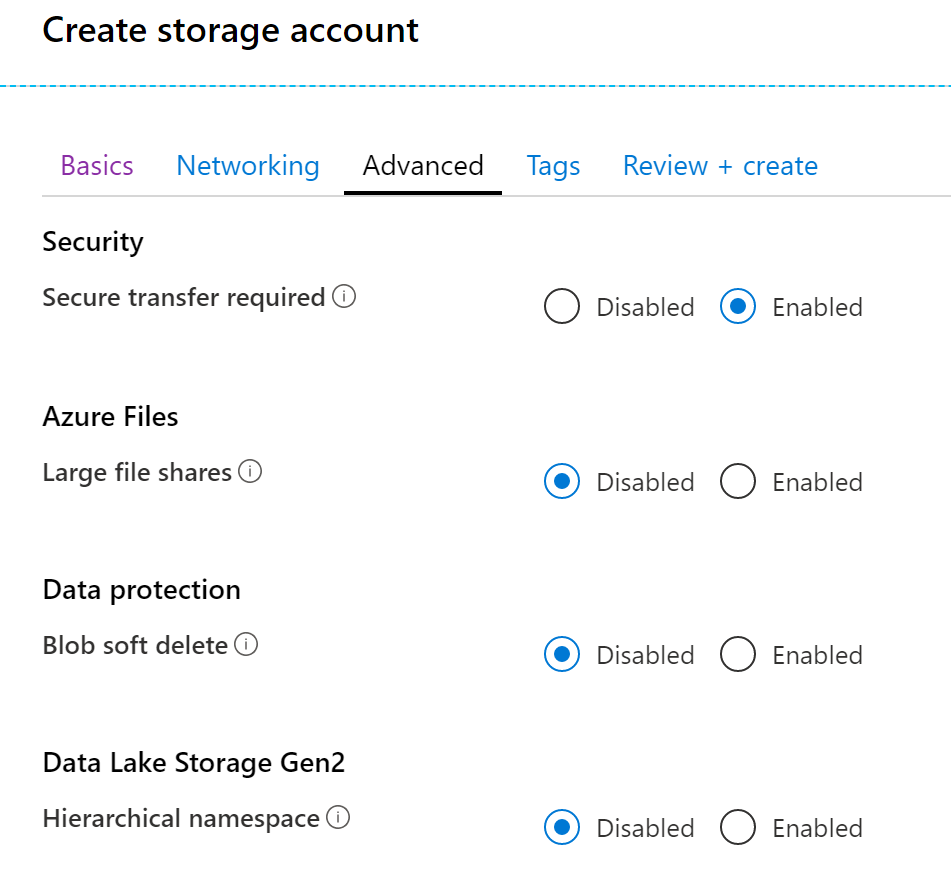 Create storage account
Basics Networking Advanced Tags Review + create
Security
Secure transfer required Disabled Enabled
Azure Files
Large file shares Disabled Enabled
Data protection
Blob soft delete Disabled Enabled
Data Lake Storage Gen2
Hierarchical namespace Disabled Enabled